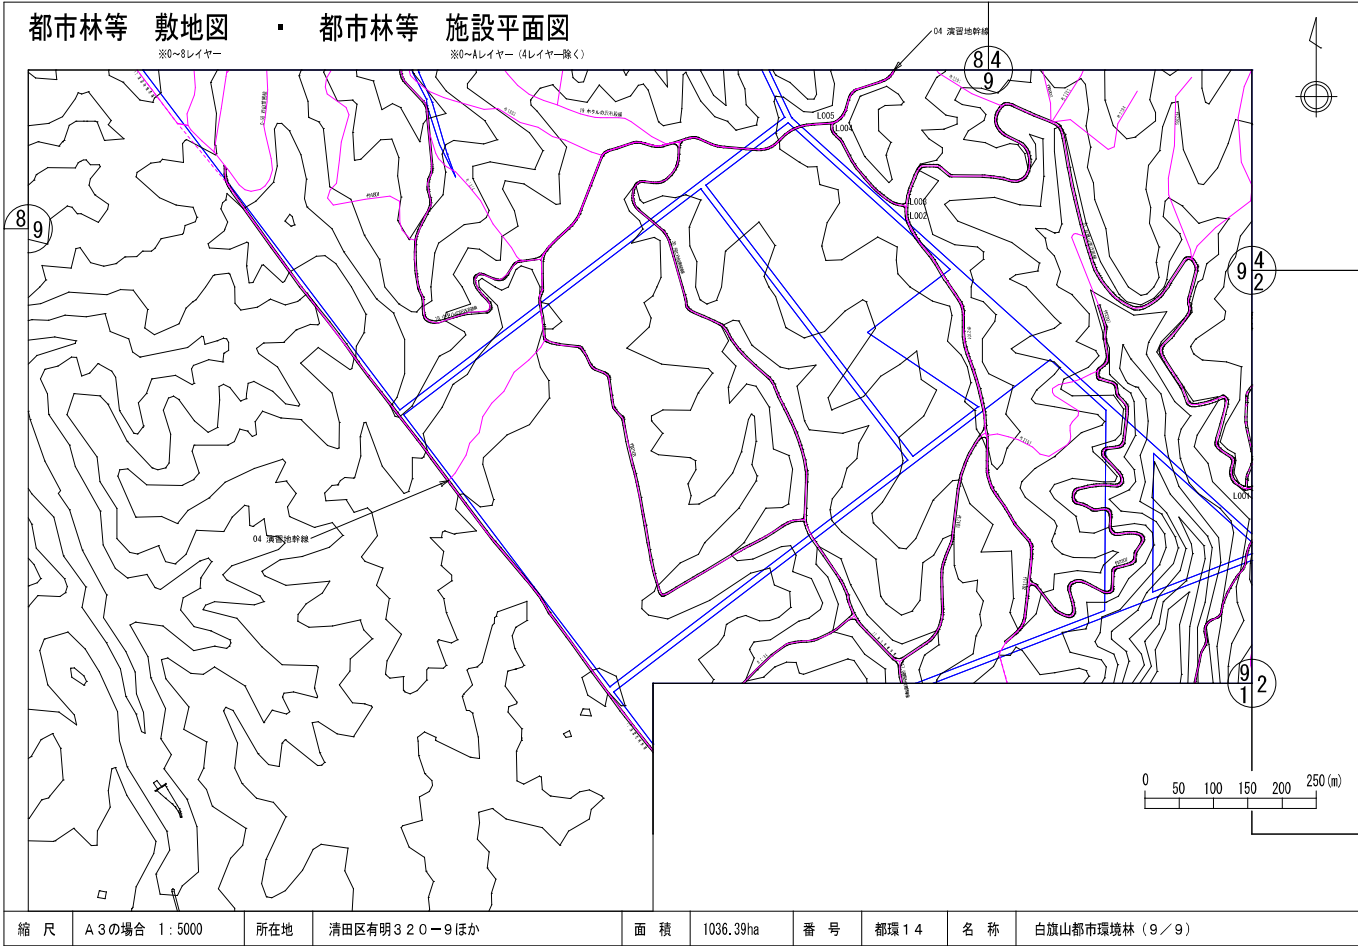 都市林等 敷地図 ・ 都市林等 施設平面図
※0~8レイヤー
※0~Aレイヤー (4レイヤー除く)
04 演習地幹線
8 4
9
L005
L004
L003
L002
8
9
9 4
2
L001
04 演習地幹線
9
1 2
0 50 100 150 200 250(m)
縮 尺 A3の場合 1:5000 所在地 清田区有明320-9ほか 面 積 1036.39ha 番 号 都環14 名 称 白旗山都市環境林(9/9)